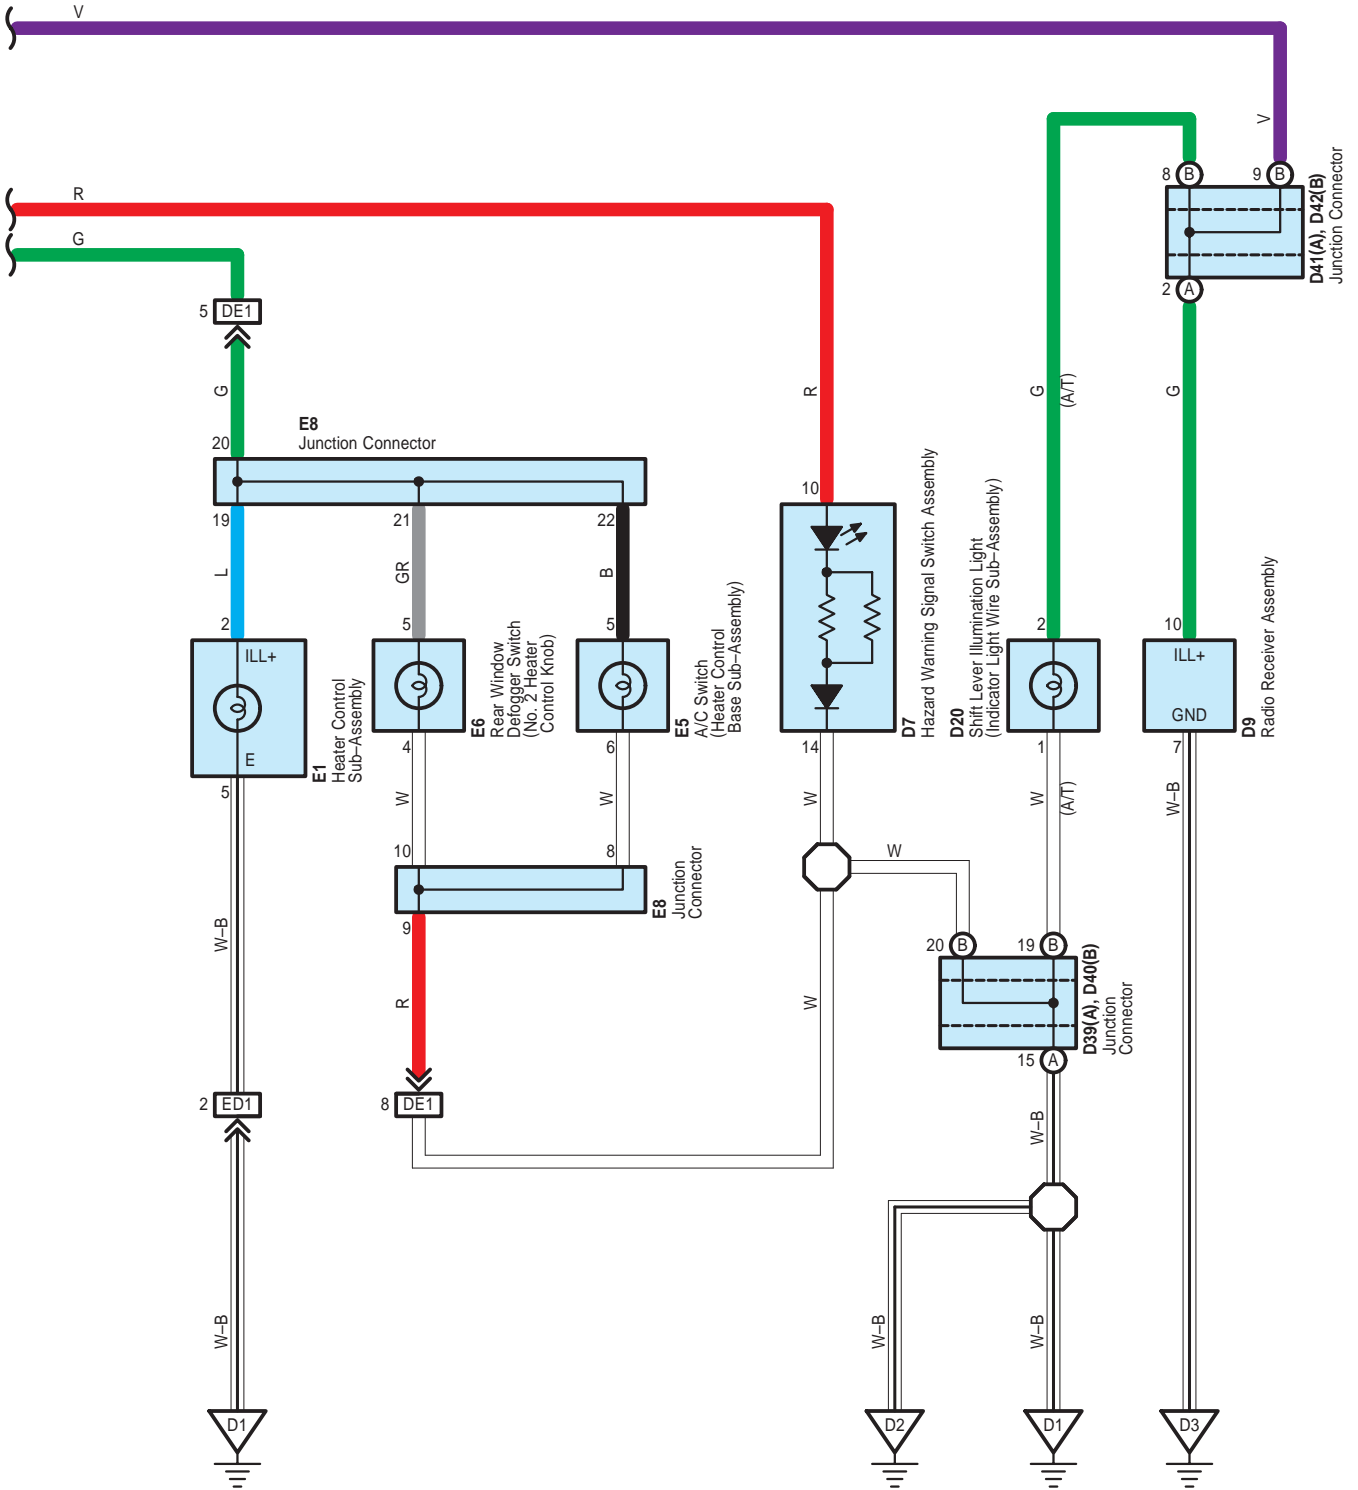 V
V
8 B
9 B
D41(A), D42(B)
Junction Connector
2 A
R
G
5 DE1
G
R
G
(A/T)
G
E8
Junction Connector
20
19
21
22
L
GR
B
10
2
5
5
2
10
ILL+
E
E1
Heater Control
Sub–Assembly
E6
Rear Window
Defogger Switch
(No. 2 Heater
Control Knob)
E5
A/C Switch
(Heater Control
Base Sub–Assembly)
D7
Hazard Warning Signal Switch Assembly
D20
Shift Lever Illumination Light
(Indicator Light Wire Sub–Assembly)
ILL+
GND
D9
Radio Receiver Assembly
5
4
6
14
1
7
W
W
W
W
(A/T)
W–B
10
8
E8
Junction
Connector
9
W
20 B
19 B
D39(A), D40(B)
Junction
Connector
15 A
W–B
R
W
2 ED1
8 DE1
W–B
W–B
W–B
W–B
D1
D2
D1
D3